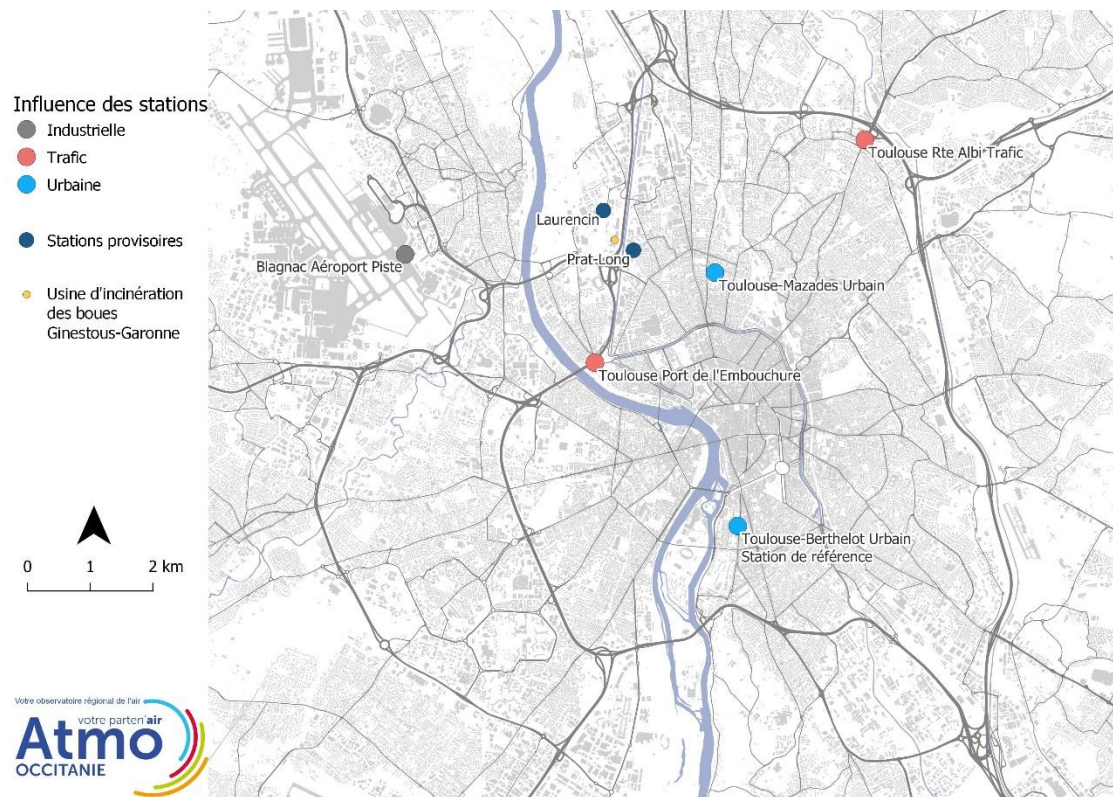 Influence des stations
Industrielle
Trafic
Urbaine
Stations provisoires
Usine d'incinération
des boues
Ginestous-Garonne
0 1 2 km
Votre observatoire régional de l'air
votre parten'air
Atmo
OCCITANIE
Toulouse Rte Albi Trafic
Laurencin
Prat-Long
Blagnac Aéroport Piste
Toulouse-Mazades Urbain
Toulouse Port de l'Embouchure
Toulouse-Berthelot Urbain
Station de référence